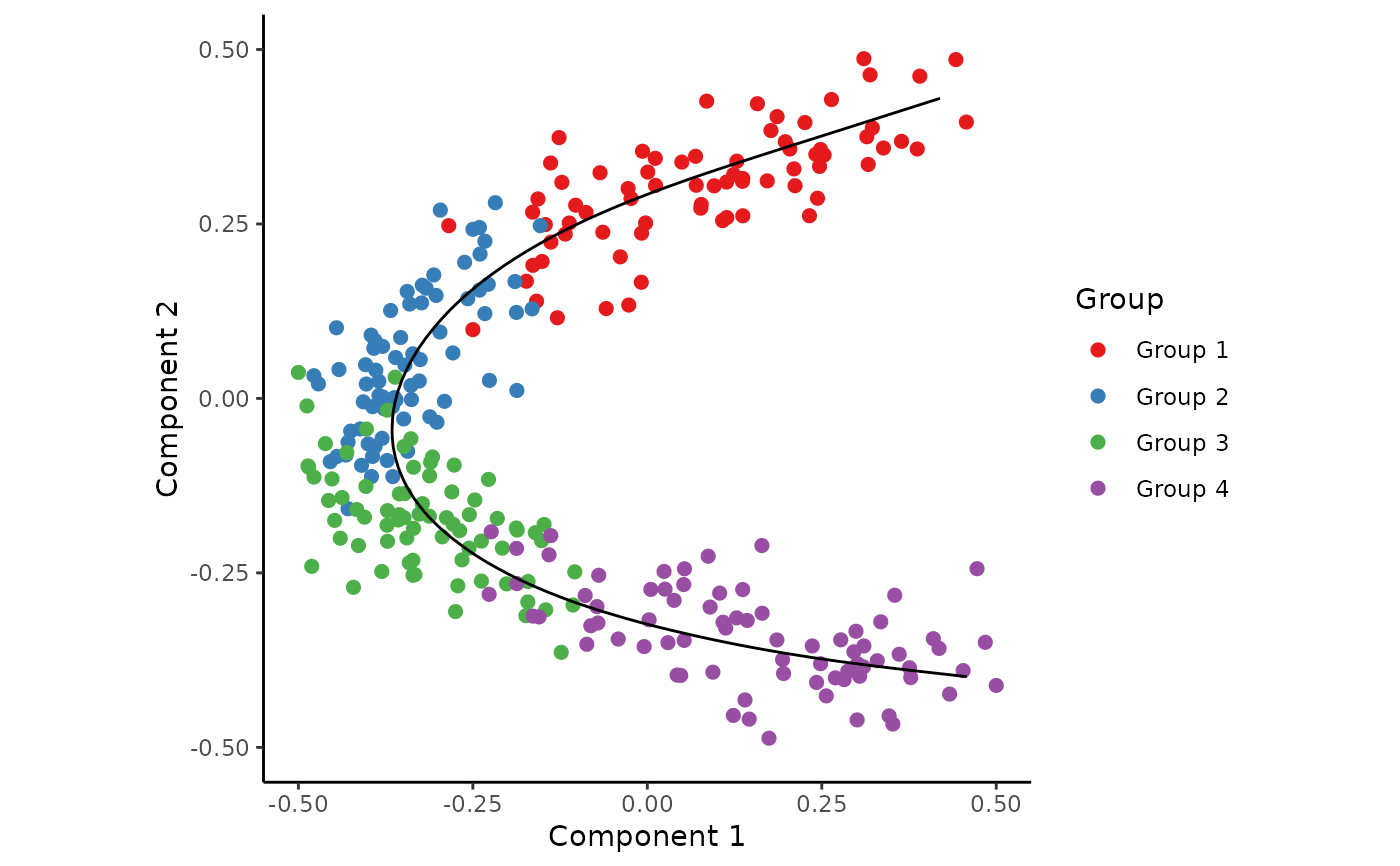 0.50
0.25
0.00
-0.25
-0.50
Component 2
-0.50 -0.25 0.00 0.25 0.50
Component 1
Group
Group 1
Group 2
Group 3
Group 4